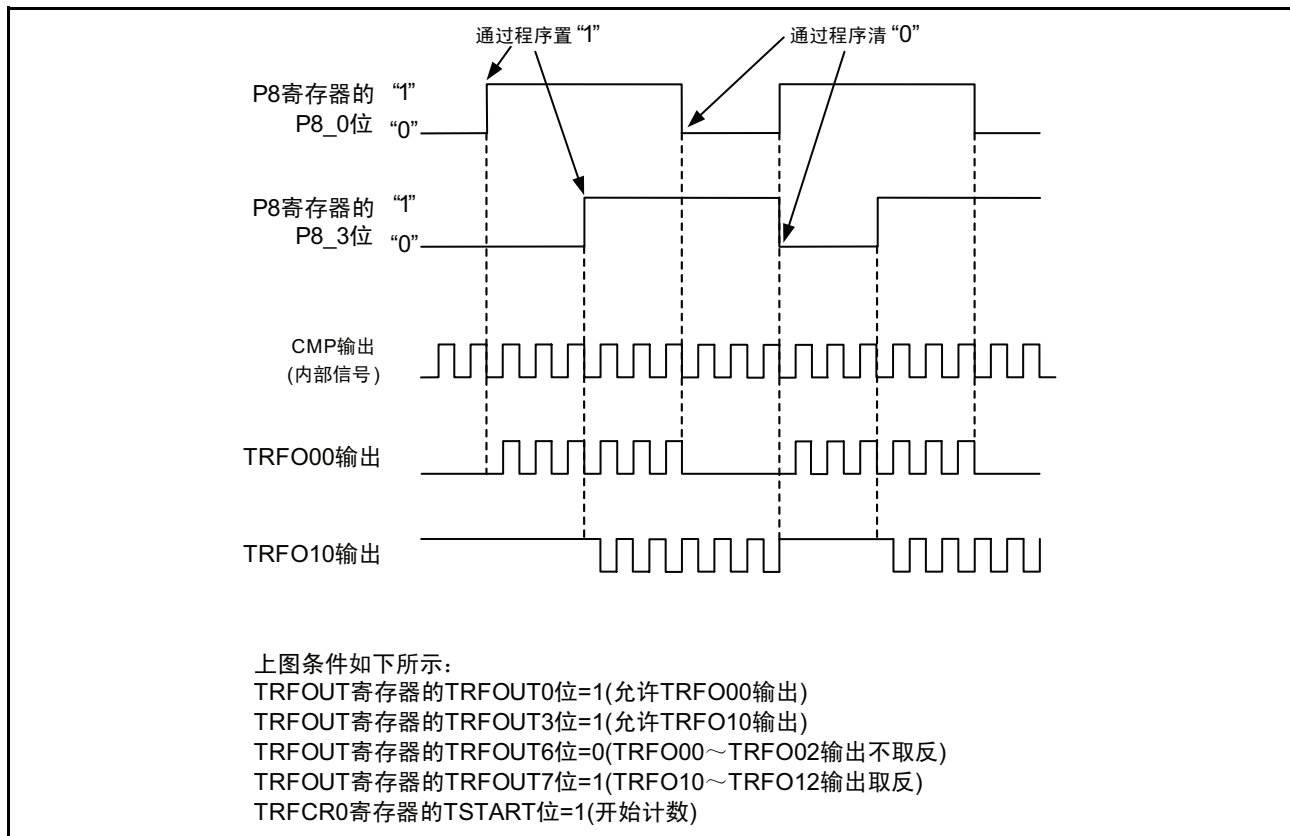 通过程序置 “1”
通过程序清 “0”
P8寄存器的 “1”
P8_0位 “0”
P8寄存器的 “1”
P8_3位 “0”
CMP输出
(内部信号)
TRFO00输出
TRFO10输出
上图条件如下所示：
TRFOUT寄存器的TRFOUT0位=1(允许TRFO00输出)
TRFOUT寄存器的TRFOUT3位=1(允许TRFO10输出)
TRFOUT寄存器的TRFOUT6位=0(TRFO00～TRFO02输出不取反)
TRFOUT寄存器的TRFOUT7位=1(TRFO10～TRFO12输出取反)
TRFCR0寄存器的TSTART位=1(开始计数)